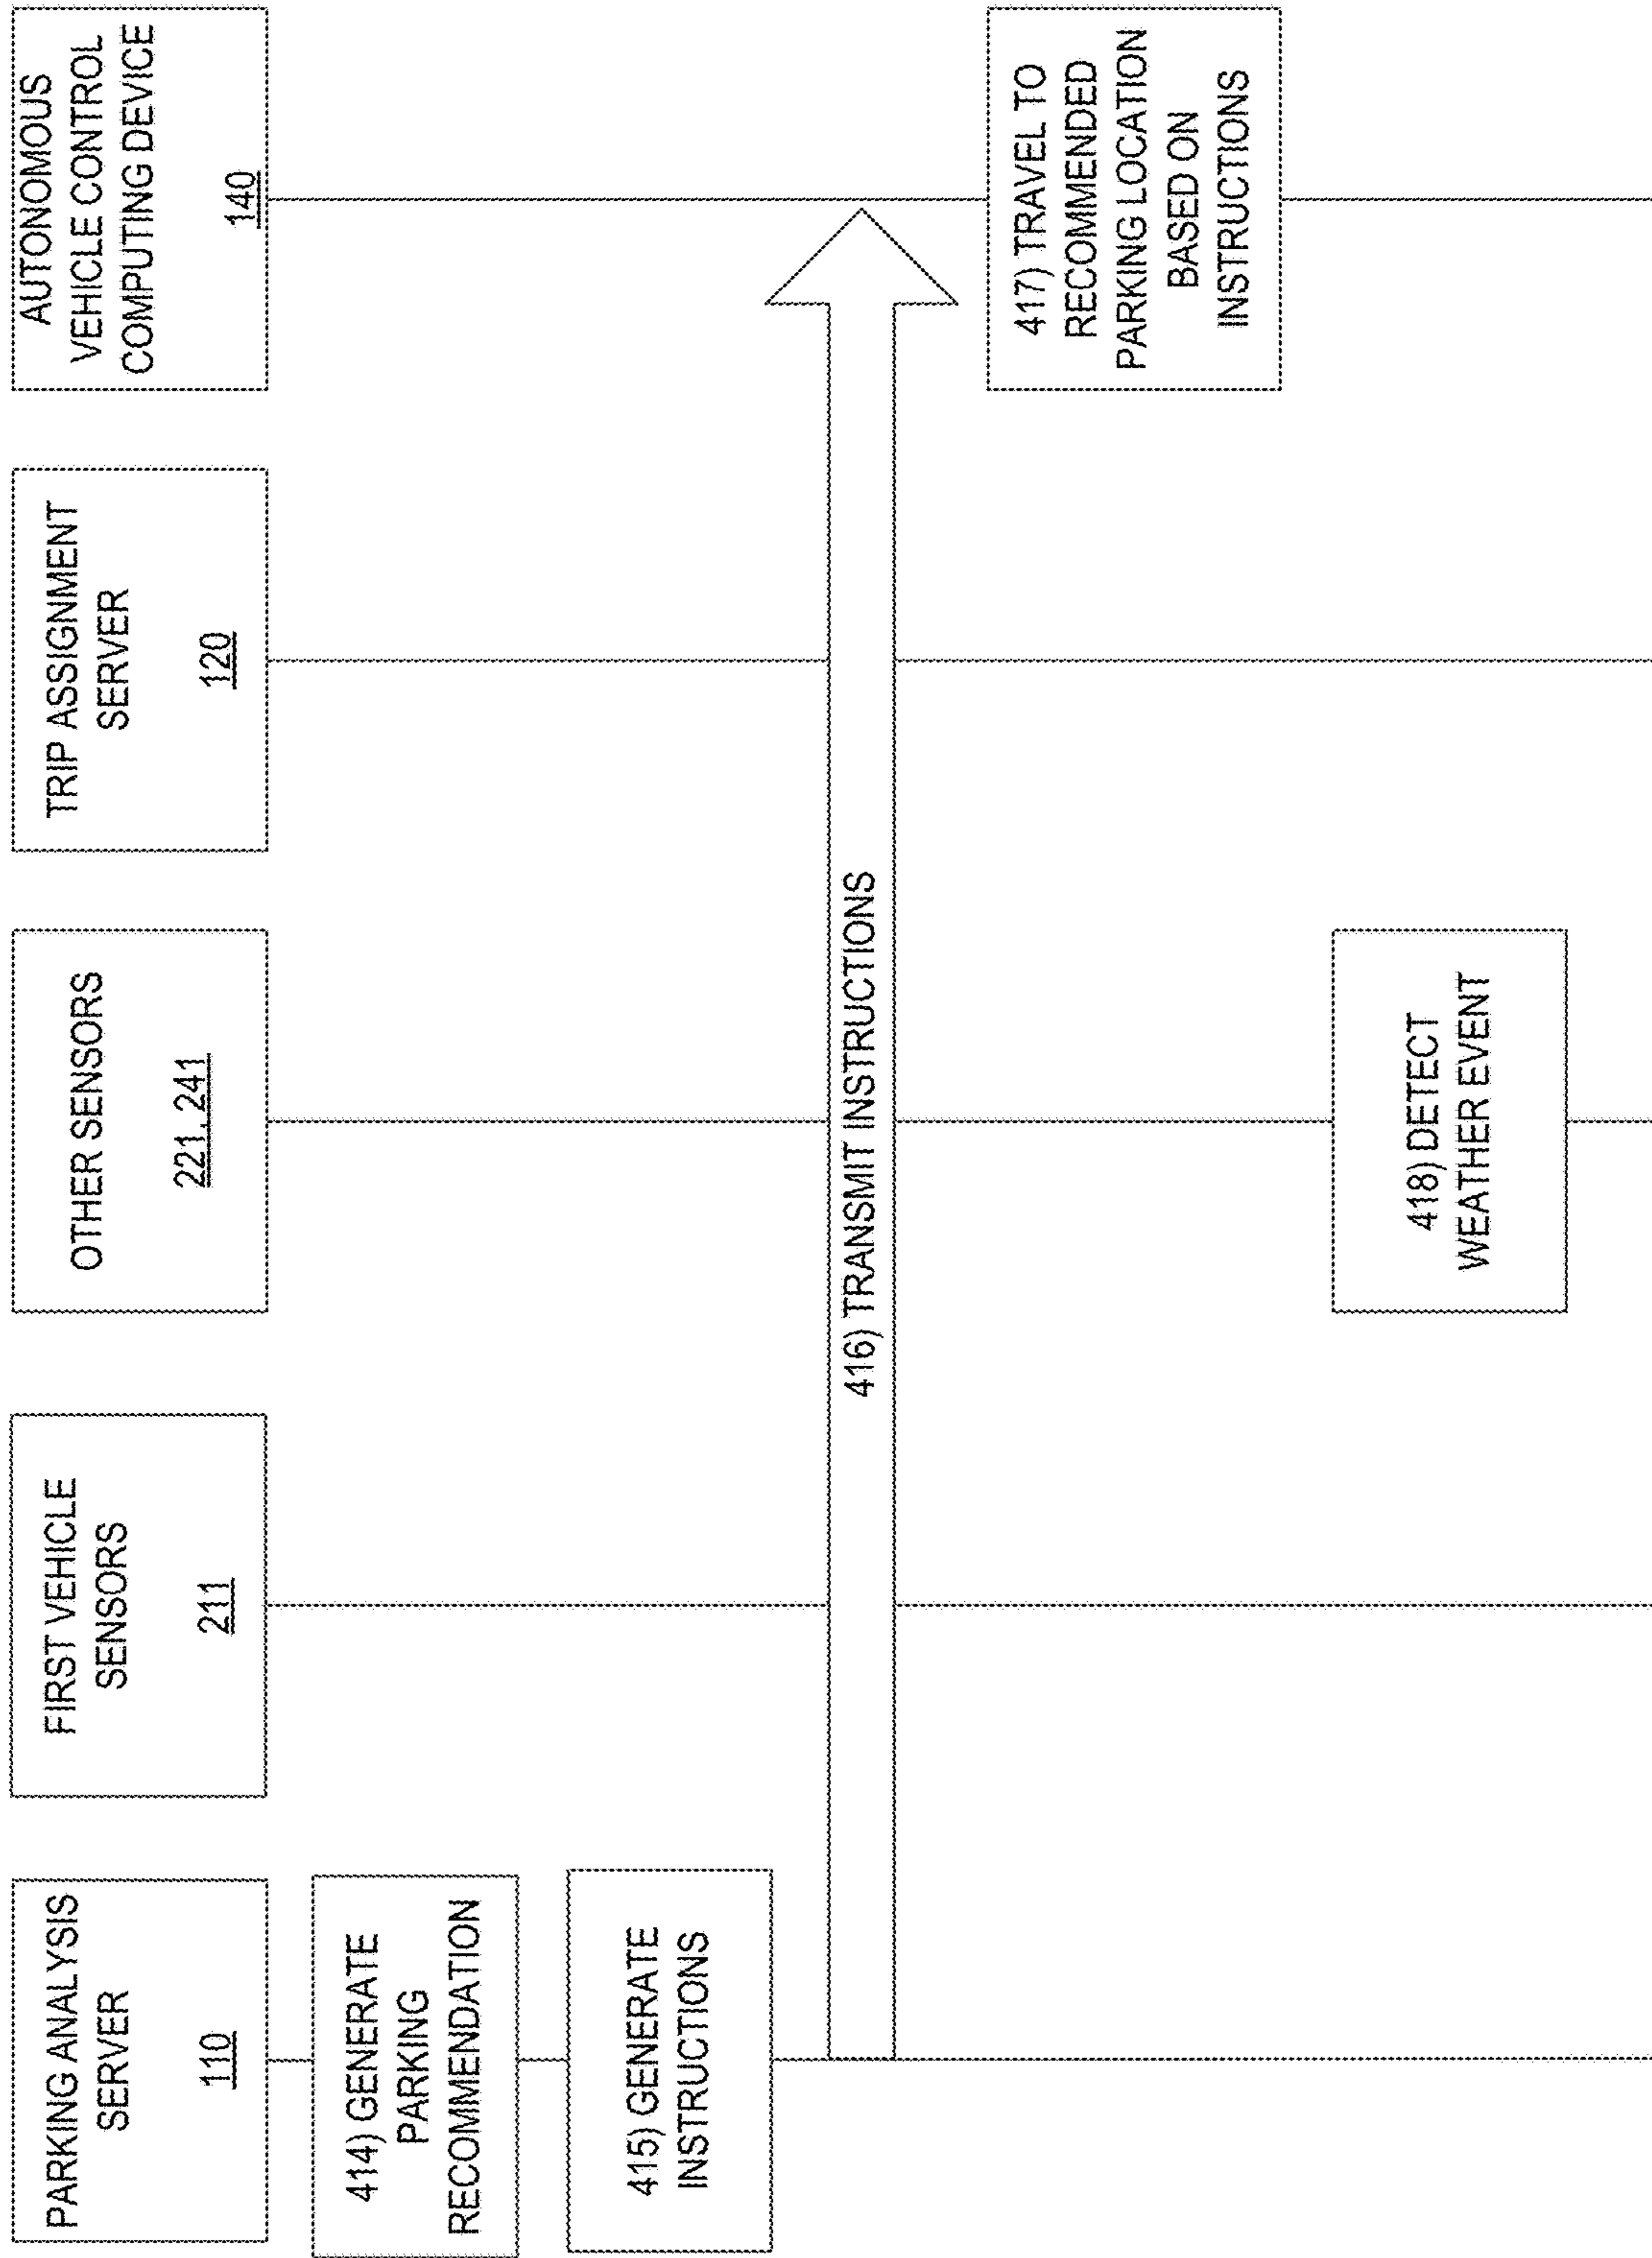 PARKING ANALYSIS
SERVER
110
FIRST VEHICLE
SENSORS
211
OTHER SENSORS
221, 241
TRIP ASSIGNMENT
SERVER
120
AUTONOMOUS
VEHICLE CONTROL
COMPUTING DEVICE
140
414) GENERATE
PARKING
RECOMMENDATION
415) GENERATE
INSTRUCTIONS
416) TRANSMIT INSTRUCTIONS
417) TRAVEL TO
RECOMMENDED
PARKING LOCATION
BASED ON
INSTRUCTIONS
418) DETECT
WEATHER EVENT